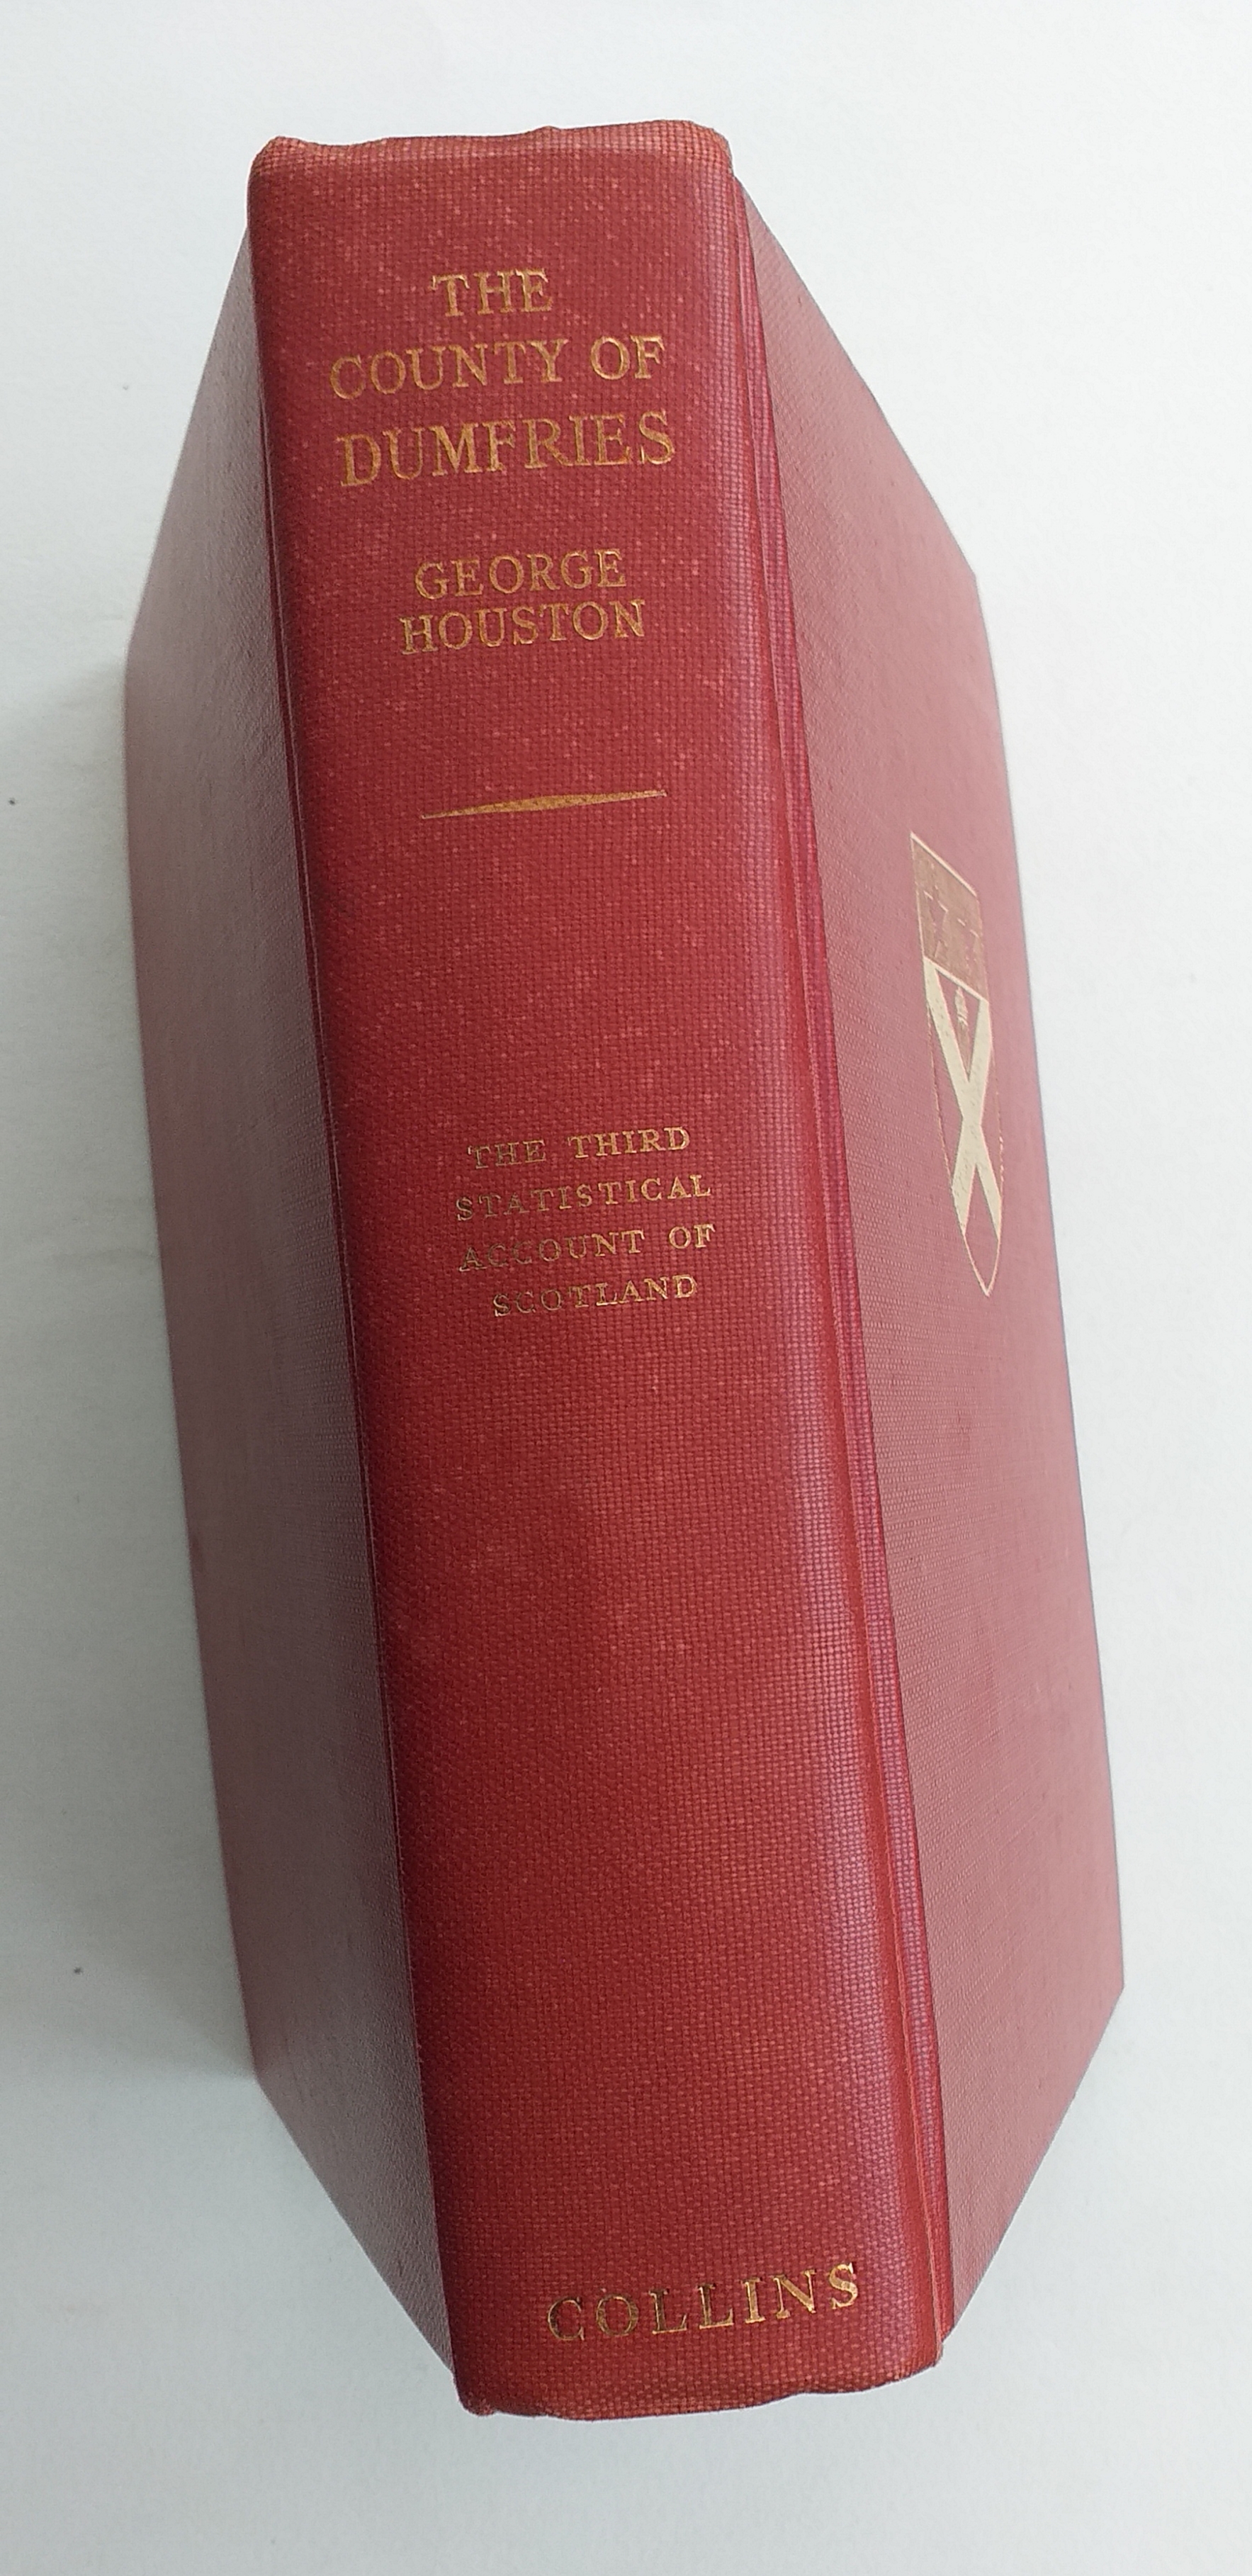 THE
COUNTY OF
DUMFRIES
GEORGE
HOUSTON
THE THIRD
STATISTICAL
ACCOUNT OF
SCOTLAND
COLLINS